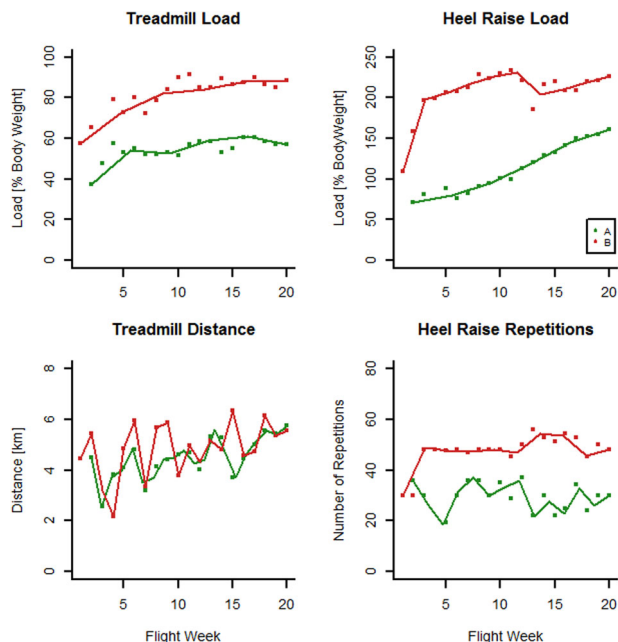 Treadmill Load
Load [% Body Weight]
0 20 40 60 80 100
5 10 15 20
Heel Raise Load
Load [% BodyWeight]
0 50 100 150 200 250
5 10 15 20
A
B
Treadmill Distance
Distance [km]
0 2 4 6 8
5 10 15 20
Flight Week
Heel Raise Repetitions
Number of Repetitions
0 20 40 60 80
5 10 15 20
Flight Week